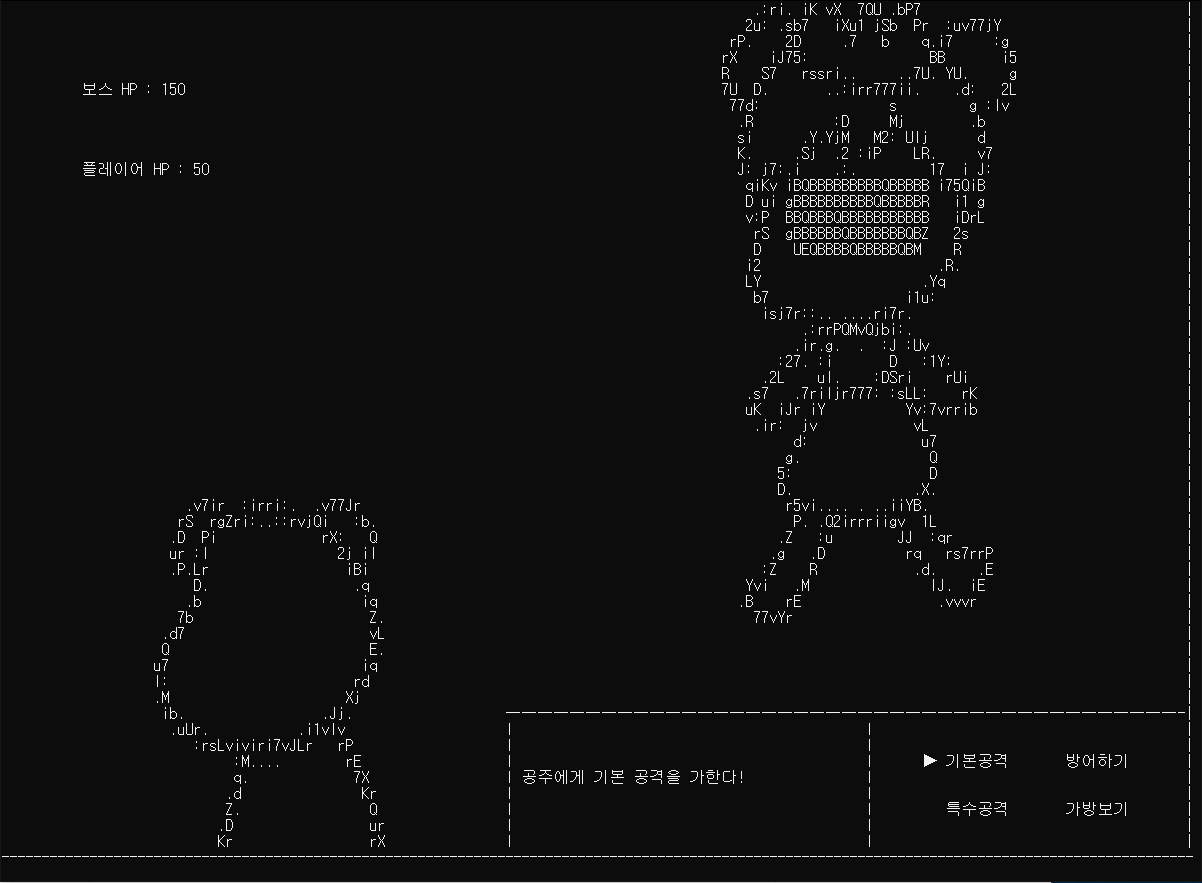 보스 HP : 150
플레이어 HP : 50
공주에게 기본 공격을 가한다!
▶ 기본공격 방어하기
특수공격 가방보기